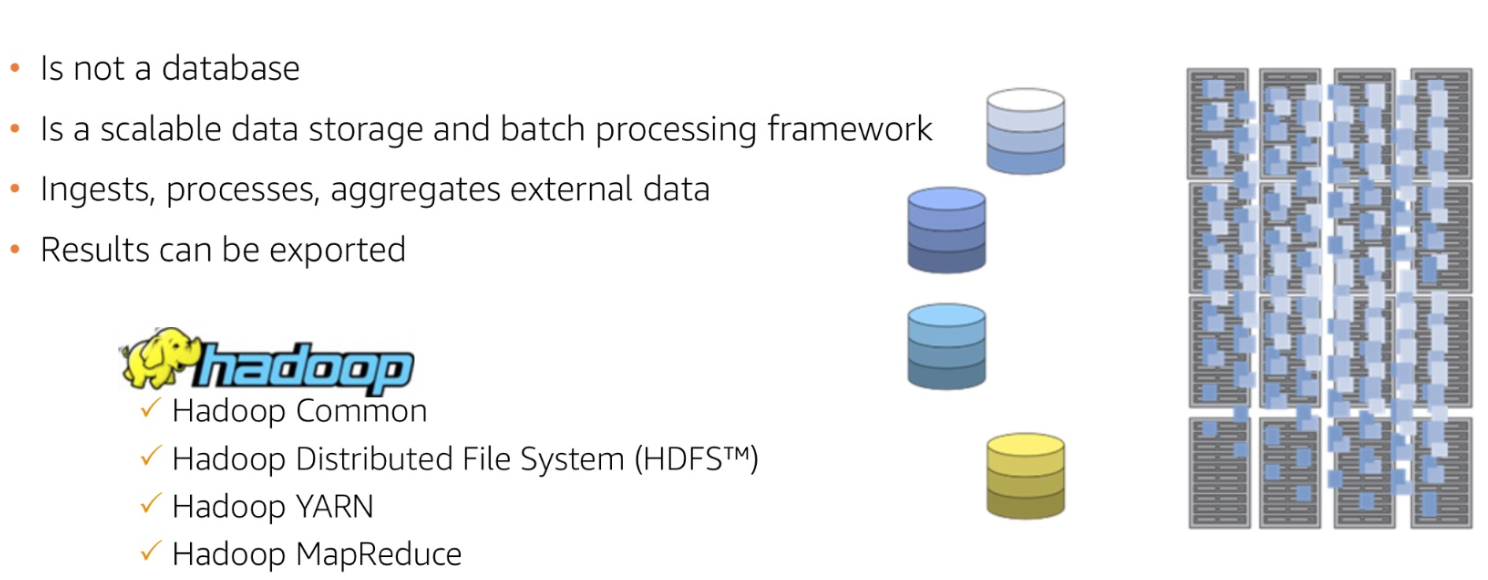 • Is not a database
• Is a scalable data storage and batch processing framework
• Ingests, processes, aggregates external data
• Results can be exported
hadoop
✓ Hadoop Common
✓ Hadoop Distributed File System (HDFS™)
✓ Hadoop YARN
✓ Hadoop MapReduce